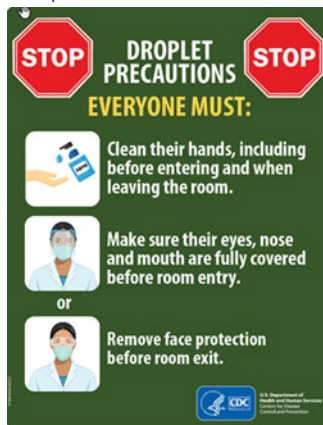 STOP
DROPLET
PRECAUTIONS
STOP
EVERYONE MUST:
Clean their hands, including
before entering and when
leaving the room.
Make sure their eyes, nose
and mouth are fully covered
before room entry.
or
Remove face protection
before room exit.
CDC
U.S. Department of
Health and Human Services
Centers for Disease
Control and Prevention